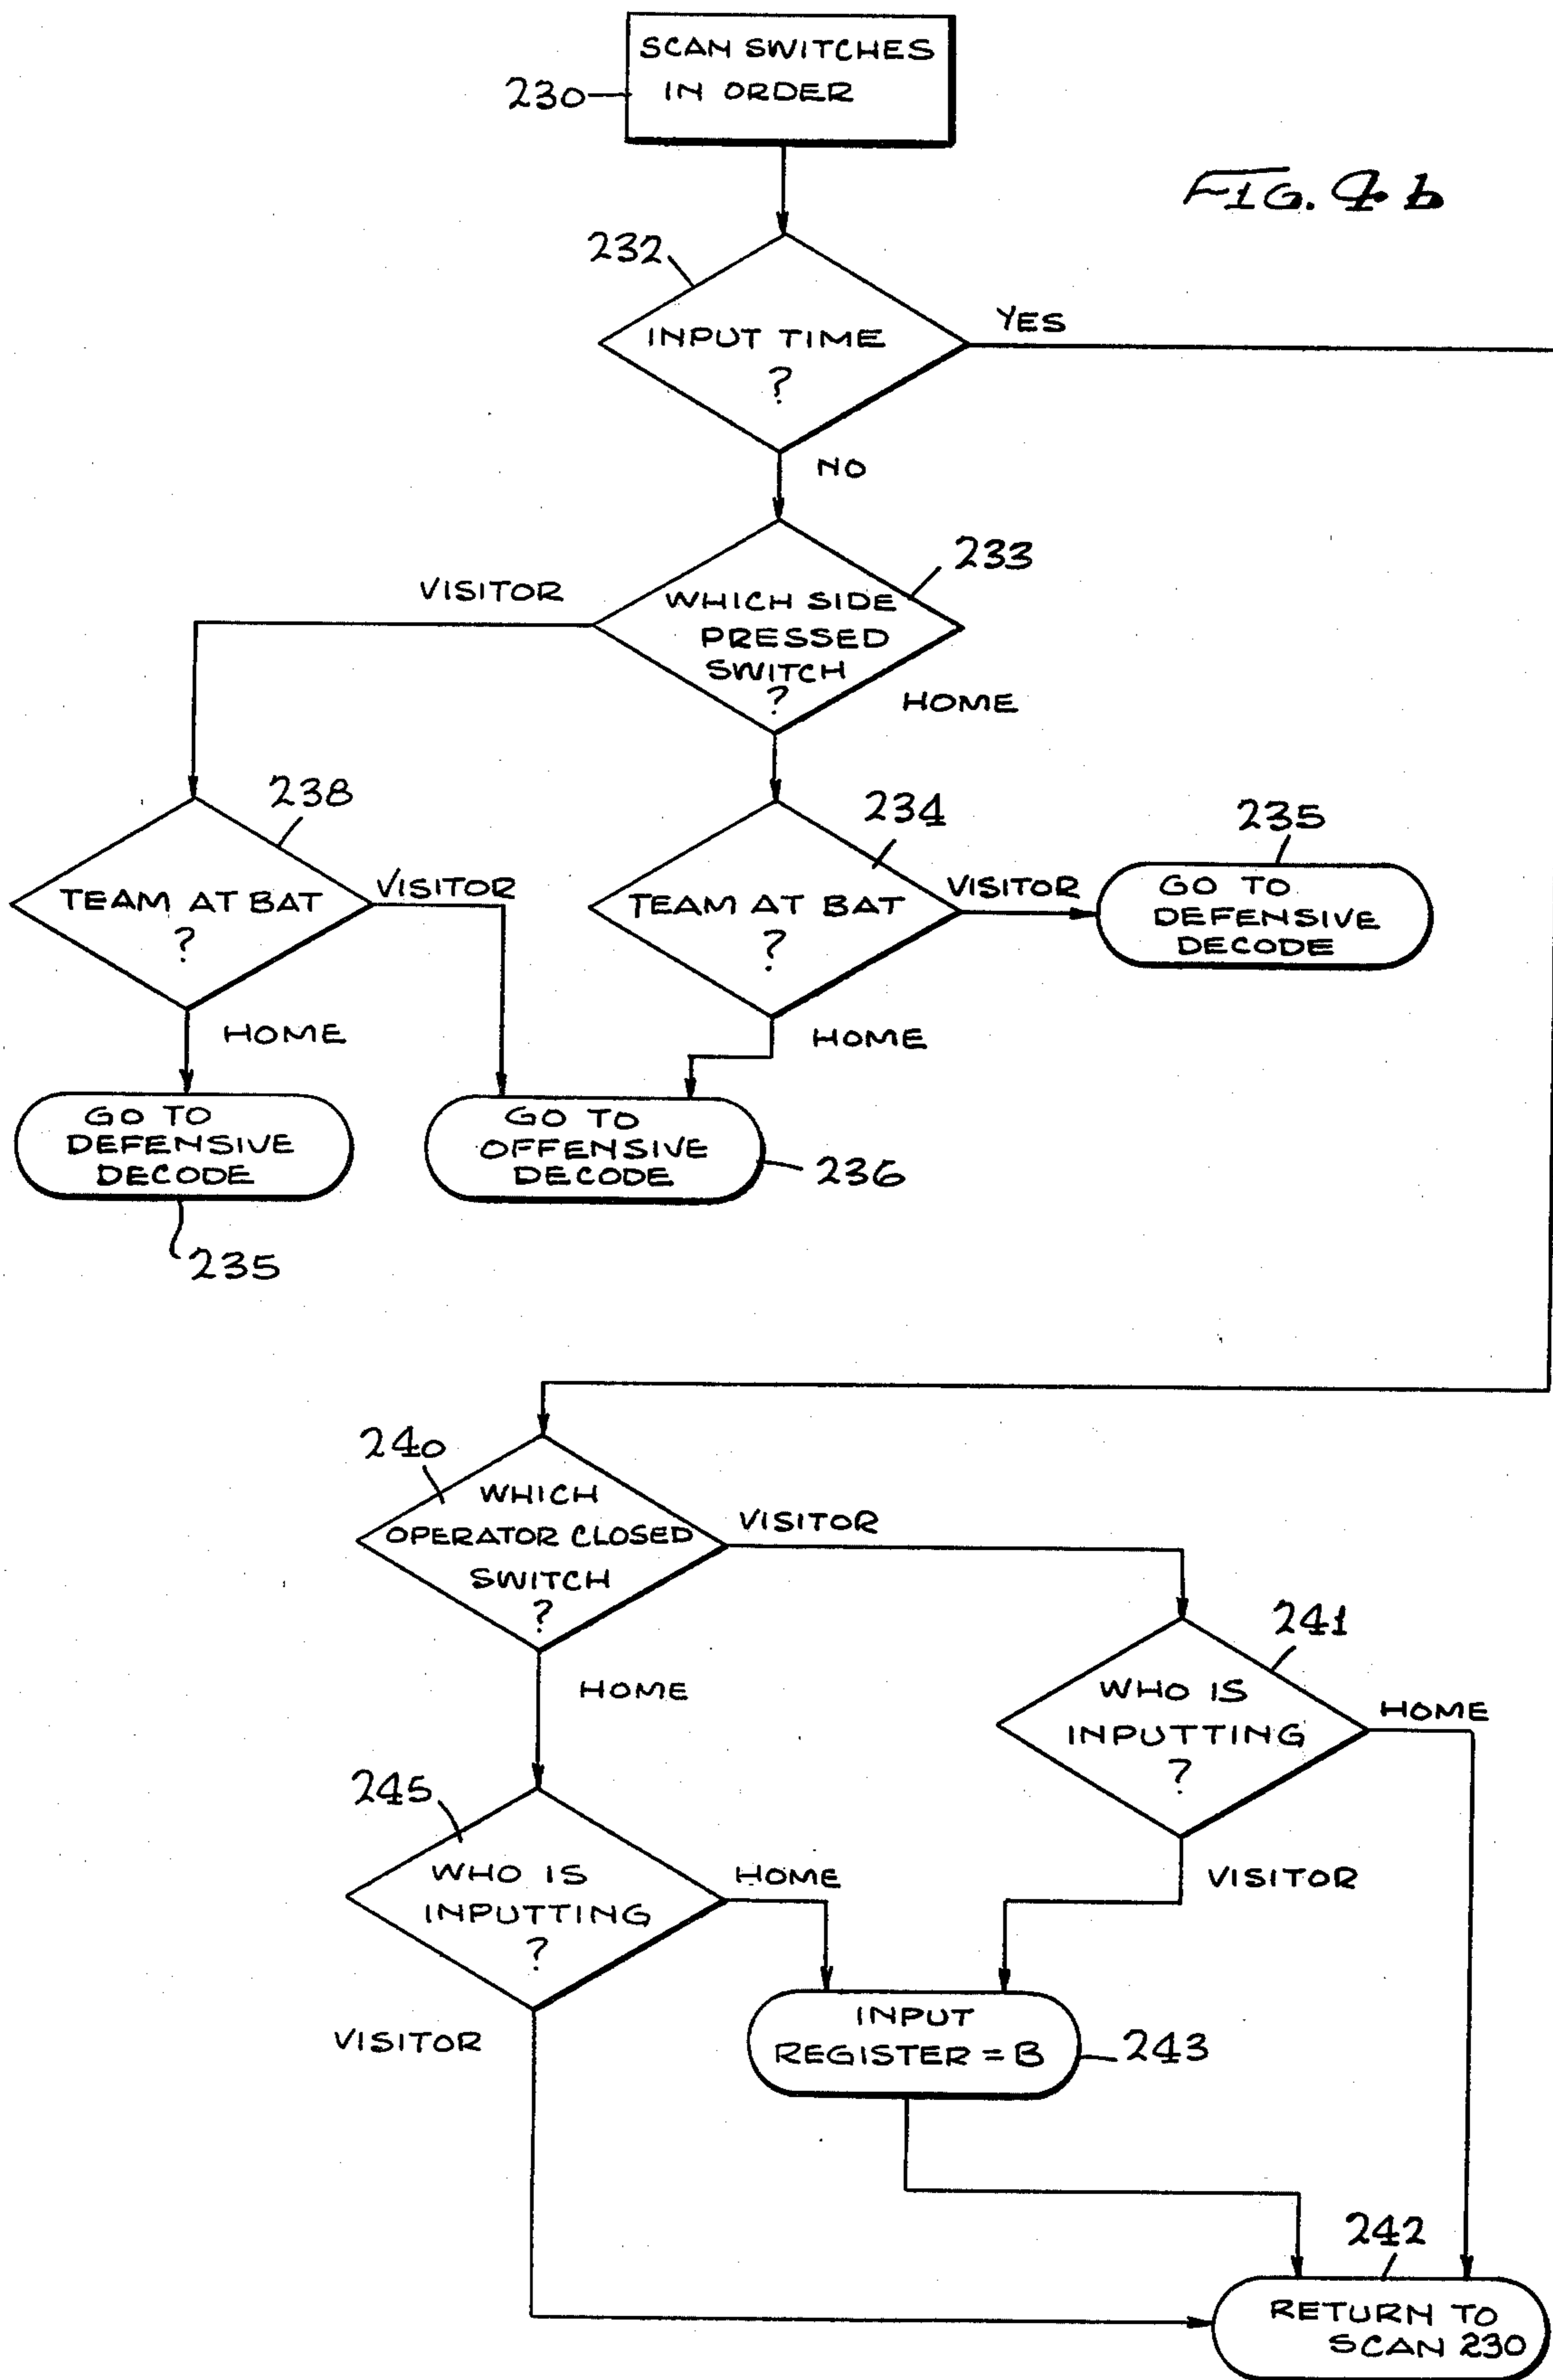 SCAN SWITCHES
IN ORDER
230
FIG. 4b
232
INPUT TIME
?
YES
NO
233
VISITOR
WHICH SIDE
PRESSED
SWITCH
?
HOME
238
234
235
TEAM AT BAT
?
VISITOR
TEAM AT BAT
?
VISITOR
GO TO
DEFENSIVE
DECODE
HOME
HOME
GO TO
DEFENSIVE
DECODE
GO TO
OFFENSIVE
DECODE
236
235
240
WHICH
OPERATOR CLOSED
SWITCH
?
VISITOR
HOME
241
WHO IS
INPUTTING
?
HOME
245
WHO IS
INPUTTING
?
HOME
VISITOR
VISITOR
INPUT
REGISTER = B
243
242
RETURN TO
SCAN 230